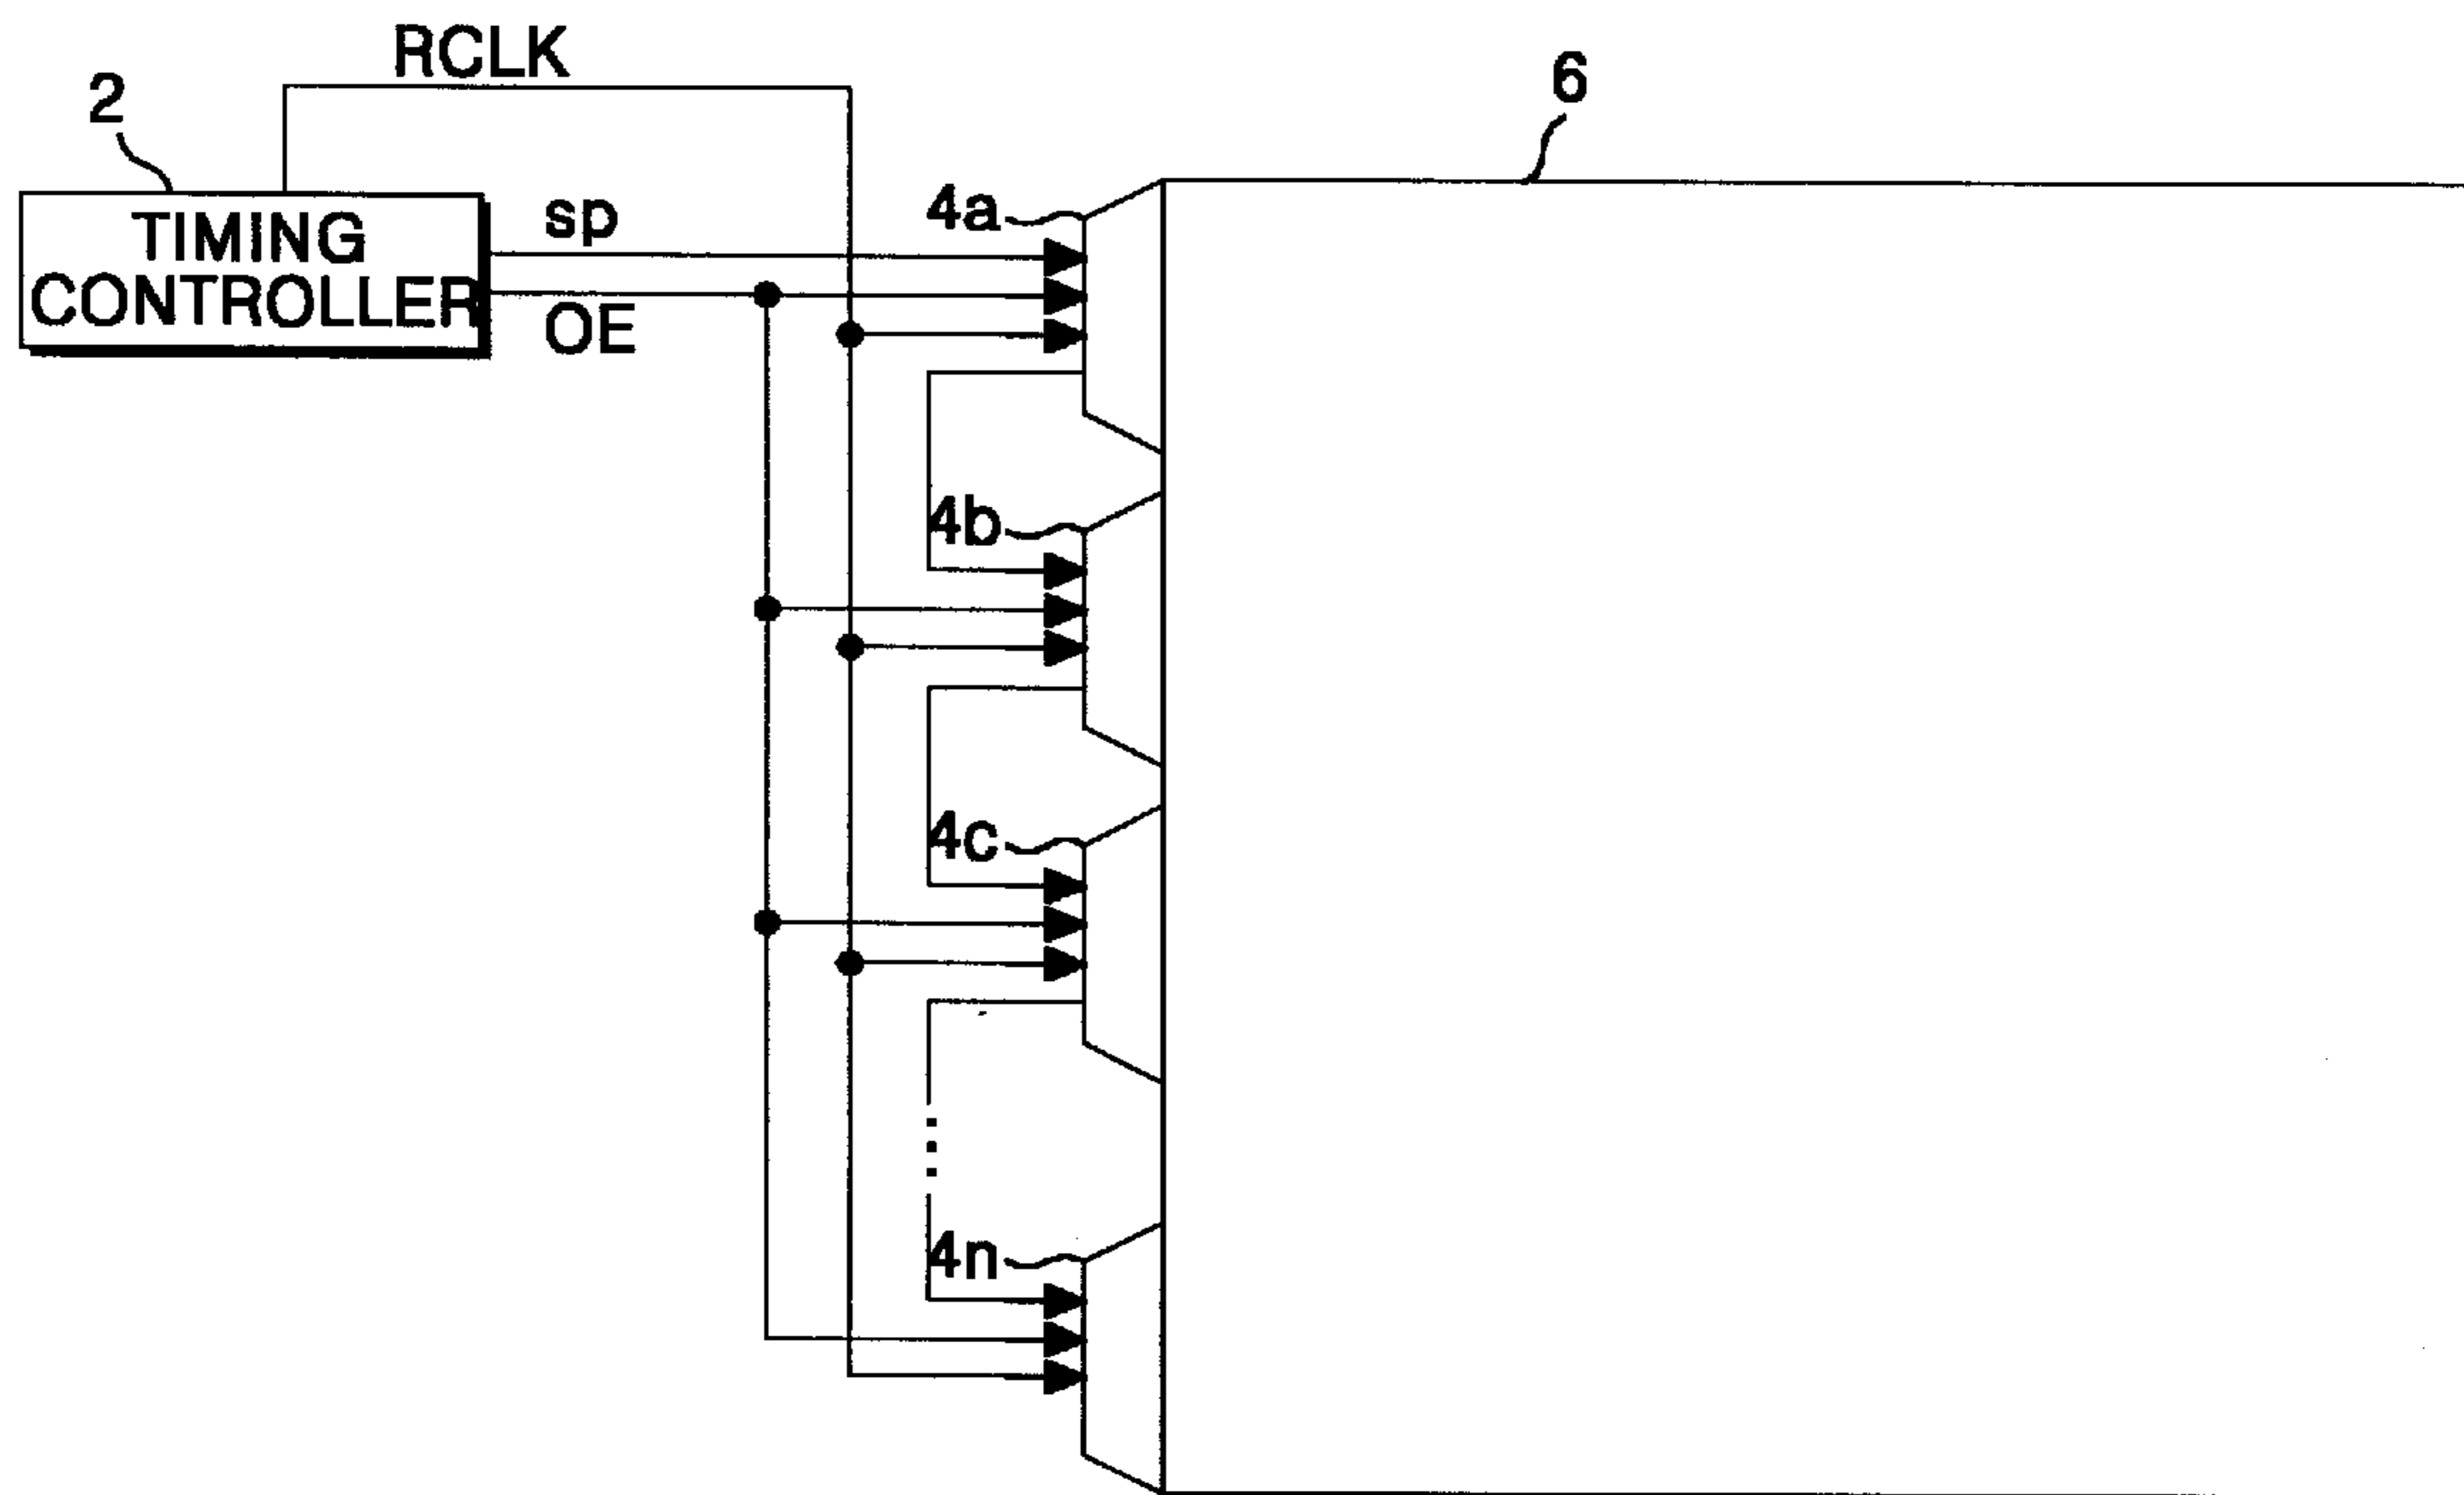 RCLK
2
6
TIMING
CONTROLLER
sp
OE
4a
4b
4c
4n